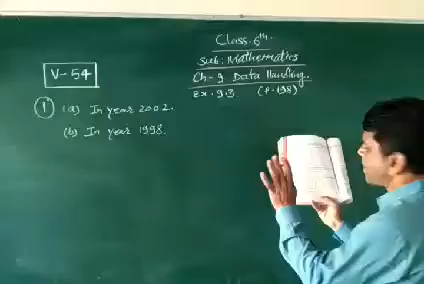 Class. 6th.
Sub: Mathematics
Ch-9 Data Handling.
Ex. 9.3 (P. 198)
V-54
① (a) In year 2002.
(b) In year 1998.